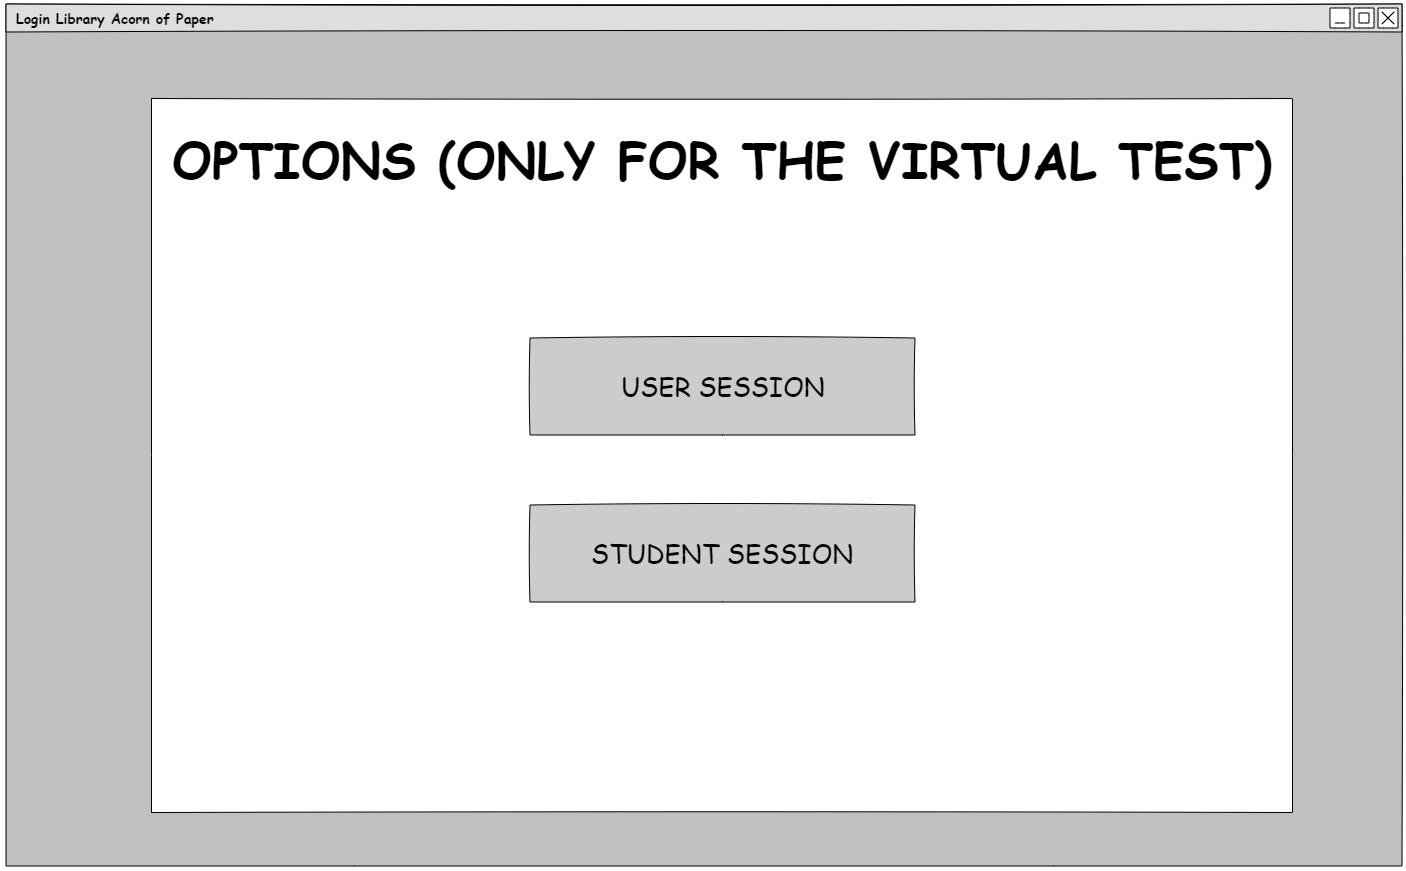 Login Library Acorn of Paper
OPTIONS (ONLY FOR THE VIRTUAL TEST)
USER SESSION
STUDENT SESSION